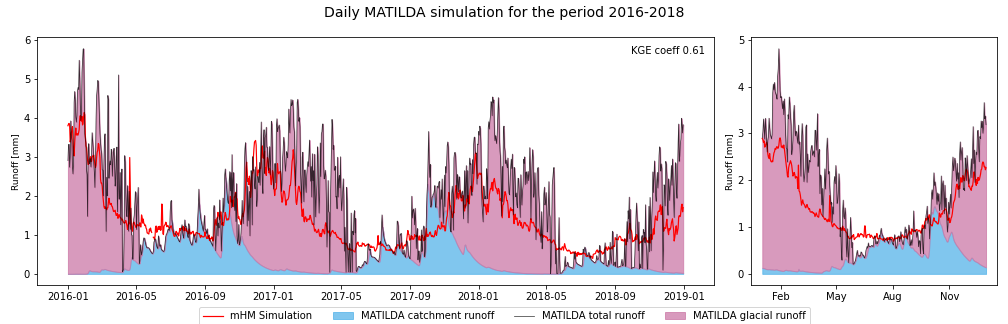 Daily MATILDA simulation for the period 2016-2018
KGE coeff 0.61
Runoff [mm]
6
5
4
3
2
1
0
2016-01 2016-05 2016-09 2017-01 2017-05 2017-09 2018-01 2018-05 2018-09 2019-01
Runoff [mm]
5
4
3
2
1
0
Feb May Aug Nov
mHM Simulation MATILDA catchment runoff MATILDA total runoff MATILDA glacial runoff